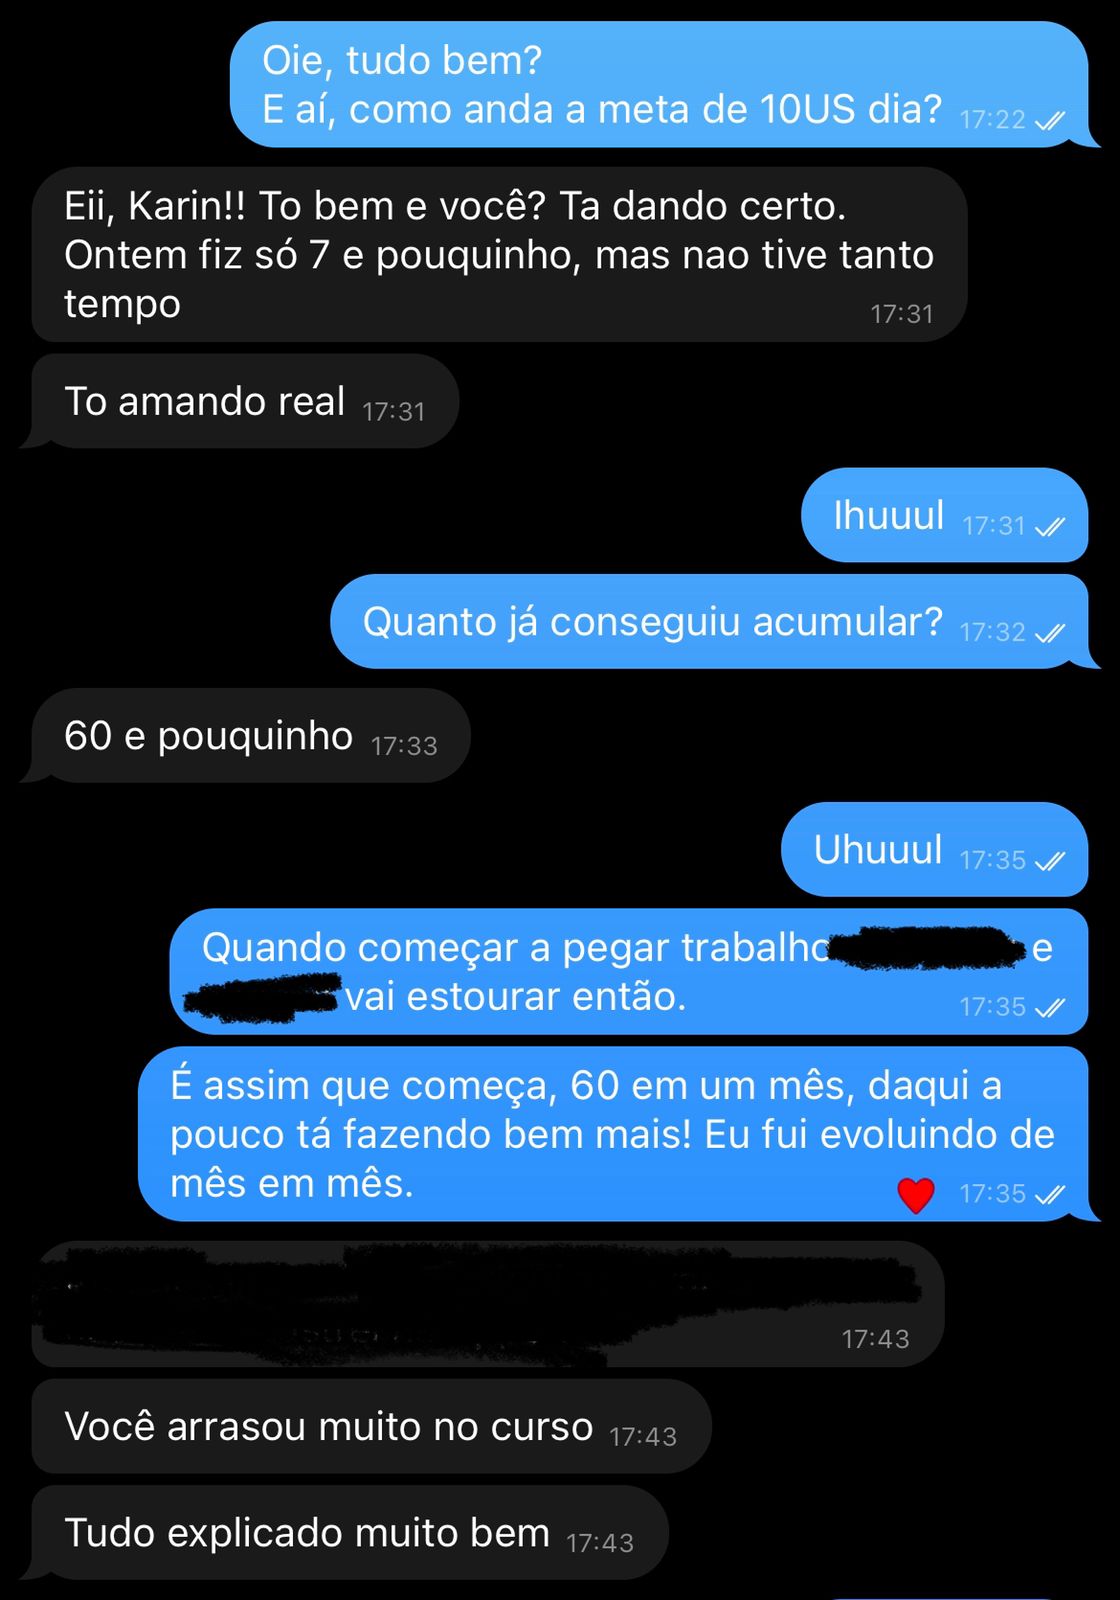 Oie, tudo bem?
E aí, como anda a meta de 10US dia? 17:22
Eii, Karin!! To bem e você? Ta dando certo.
Ontem fiz só 7 e pouquinho, mas nao tive tanto
tempo 17:31
To amando real 17:31
Ihuuul 17:31
Quanto já conseguiu acumular? 17:32
60 e pouquinho 17:33
Uhuuul 17:35
Quando começar a pegar trabalho e
vai estourar então. 17:35
É assim que começa, 60 em um mês, daqui a
pouco tá fazendo bem mais! Eu fui evoluindo de
mês em mês. 17:35
17:43
Você arrasou muito no curso 17:43
Tudo explicado muito bem 17:43